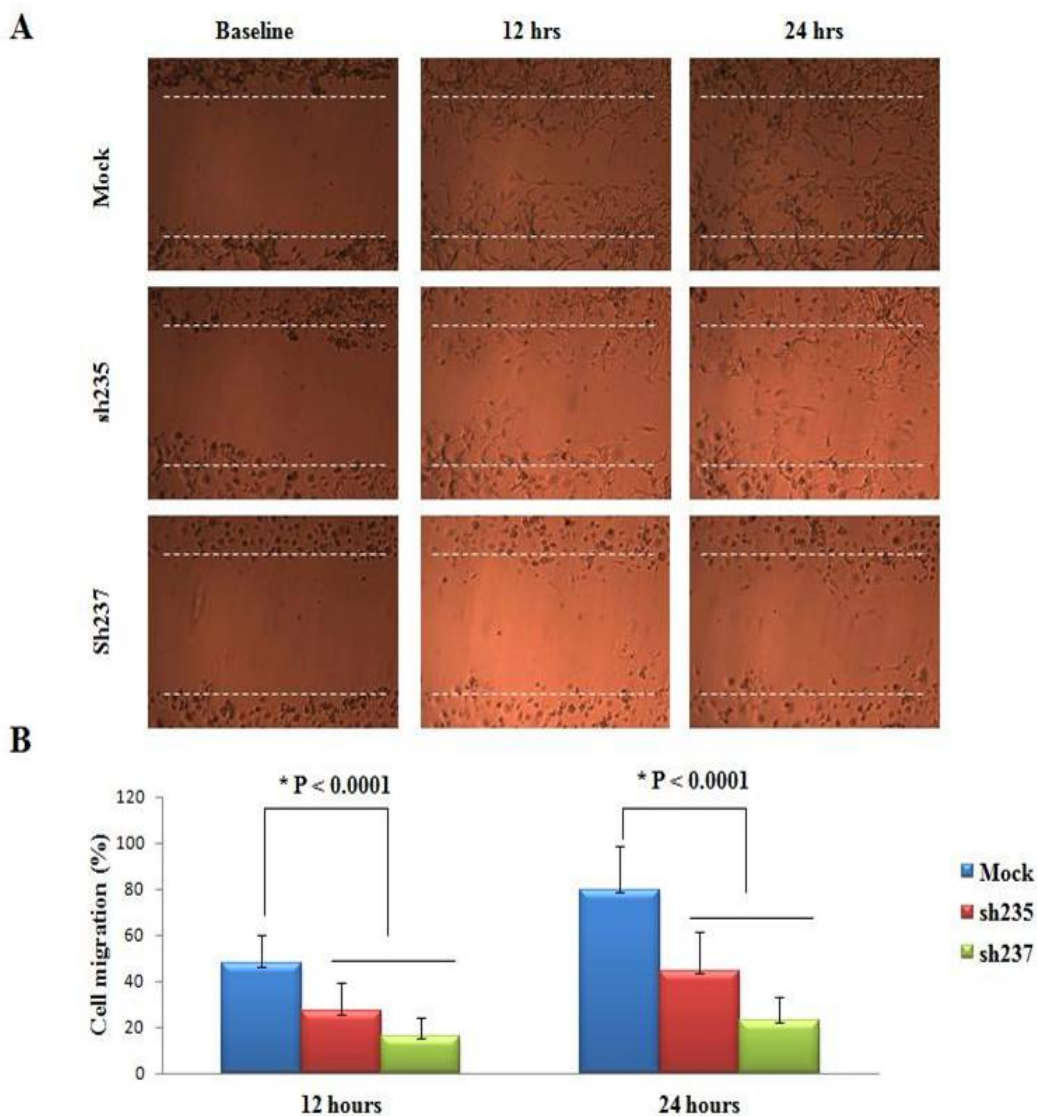 A
Baseline 12 hrs 24 hrs
Mock
sh235
Sh237
B
* P < 0.0001 * P < 0.0001
Cell migration (%)
120
100
80
60
40
20
0
12 hours 24 hours
Mock
sh235
sh237